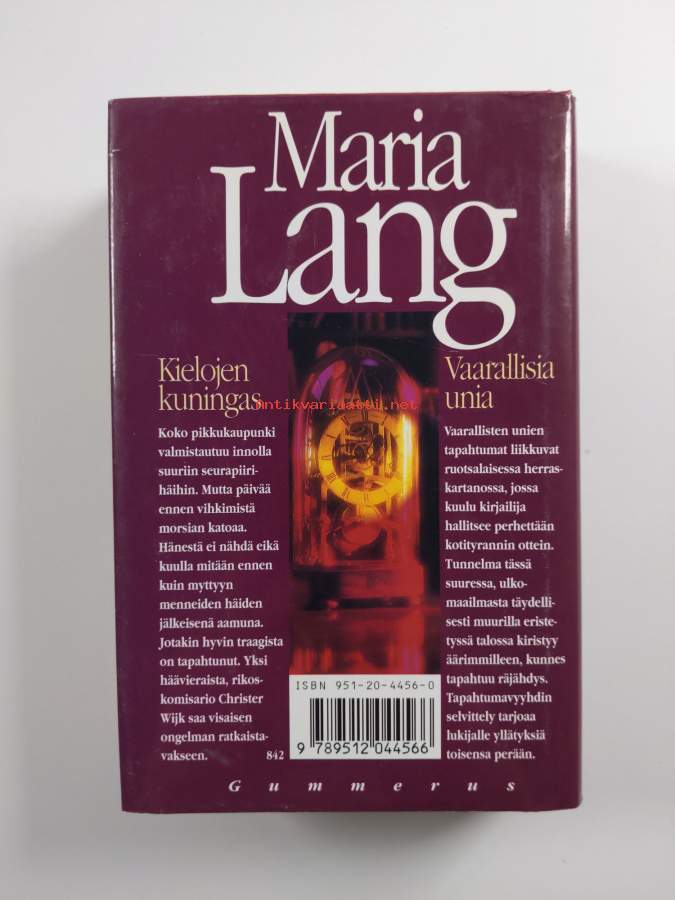 Maria
Lang
Kielojen
kuningas
Koko pikkukaupunki
valmistautuu innolla
suuriin seurapiiri-
häihin. Mutta päivää
ennen vihkimistä
morsian katoaa.
Hänestä ei nähdä eikä
kuulla mitään ennen
kuin myttyyn
menneiden häiden
jälkeisenä aamuna.
Jotakin hyvin traagista
on tapahtunut. Yksi
häävieraista, rikos-
komisario Christer
Wijk saa visaisen
ongelman ratkaista-
vakseen.
842
Antikvariaatti.net
Vaarallisia
unia
Vaarallisten unien
tapahtumat liikkuvat
ruotsalaisessa herras-
kartanossa, jossa
kuulu kirjailija
hallitsee perhettään
kotityrannin ottein.
Tunnelma tässä
suuressa, ulko-
maailmasta täydelli-
sesti muurilla eriste-
tyssä talossa kiristyy
äärimmilleen, kunnes
tapahtuu räjähdys.
Tapahtumavyyhdin
selvittely tarjoaa
lukijalle yllätyksiä
toisensa perään.
ISBN 951-20-4456-0
9 789512 044566
Gummerus